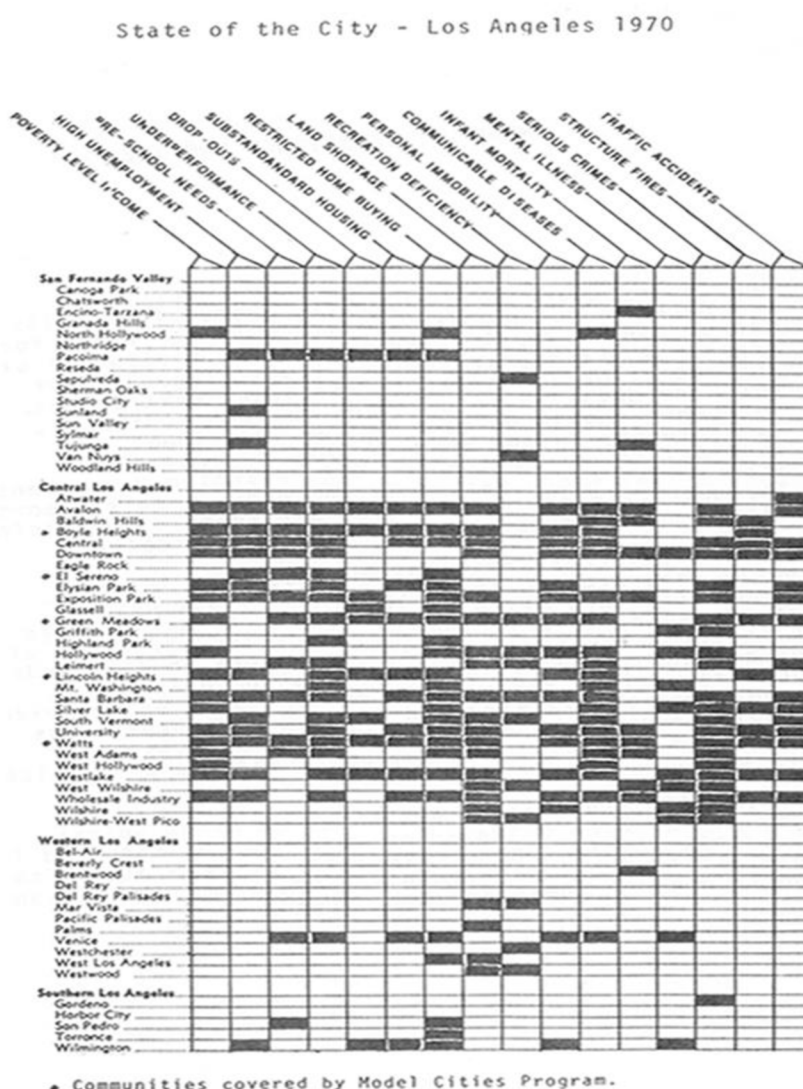 State of the City - Los Angeles 1970
POVERTY LEVEL INCOME
HIGH UNEMPLOYMENT
PRE-SCHOOL NEEDS
UNDERPERFORMANCE
DROP-OUTS
SUBSTANDANDARD HOUSING
RESTRICTED HOME BUYING
LAND SHORTAGE
RECREATION DEFICIENCY
PERSONAL IMMOBILITY
COMMUNICABLE DISEASES
INFANT MORTALITY
MENTAL ILLNESS
SERIOUS CRIMES
STRUCTURE FIRES
TRAFFIC ACCIDENTS
San Fernando Valley
Canoga Park
Chatsworth
Encino-Tarzana
Granada Hills
North Hollywood
Northridge
Pacoima
Reseda
Sepulveda
Sherman Oaks
Studio City
Sunland
Sun Valley
Sylmar
Tujunga
Van Nuys
Woodland Hills
Central Los Angeles
Atwater
Avalon
Baldwin Hills
• Boyle Heights
Central
Downtown
Eagle Rock
• El Sereno
Elysian Park
Exposition Park
Glassell
• Green Meadows
Griffith Park
Highland Park
Hollywood
Leimert
• Lincoln Heights
Mt. Washington
Santa Barbara
Silver Lake
South Vermont
University
• Watts
West Adams
West Hollywood
Westlake
West Wilshire
Wholesale Industry
Wilshire
Wilshire-West Pico
Western Los Angeles
Bel-Air
Beverly Crest
Brentwood
Del Rey
Del Rey Palisades
Mar Vista
Pacific Palisades
Palms
Venice
Westchester
West Los Angeles
Westwood
Southern Los Angeles
Gardena
Harbor City
San Pedro
Torrance
Wilmington
• Communities covered by Model Cities Program.